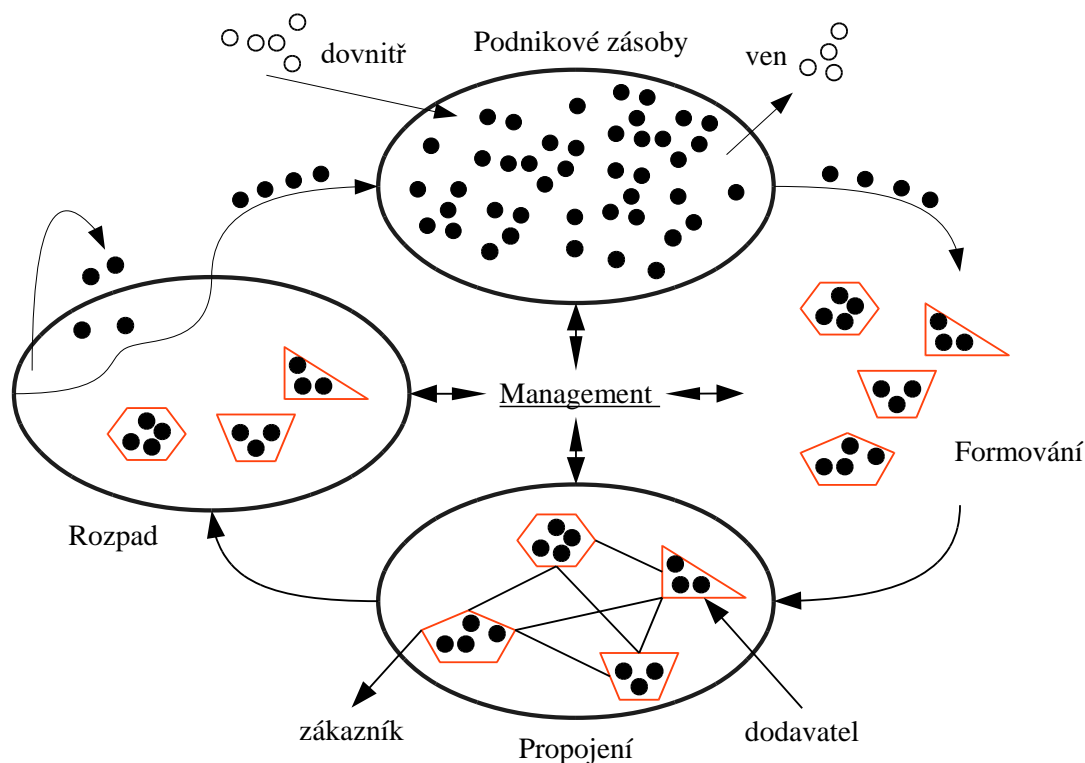 Podnikové zásoby
dovnitř
ven
Management
Formování
Rozpad
zákazník
dodavatel
Propojení